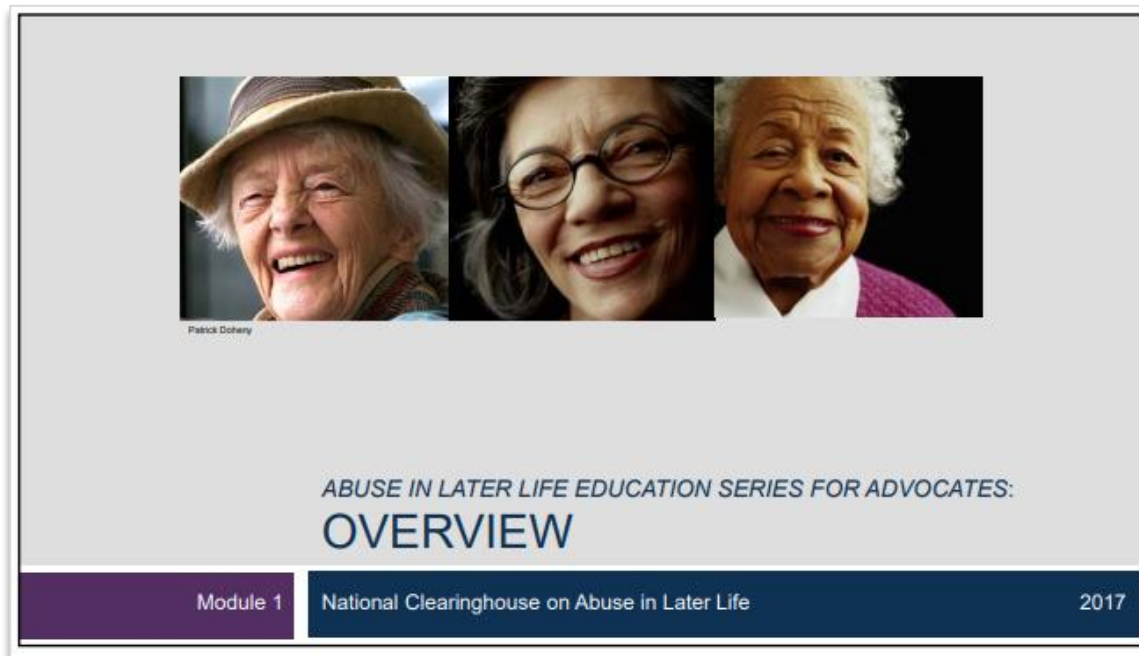 Patrick Doheny
ABUSE IN LATER LIFE EDUCATION SERIES FOR ADVOCATES:
OVERVIEW
Module 1
National Clearinghouse on Abuse in Later Life
2017